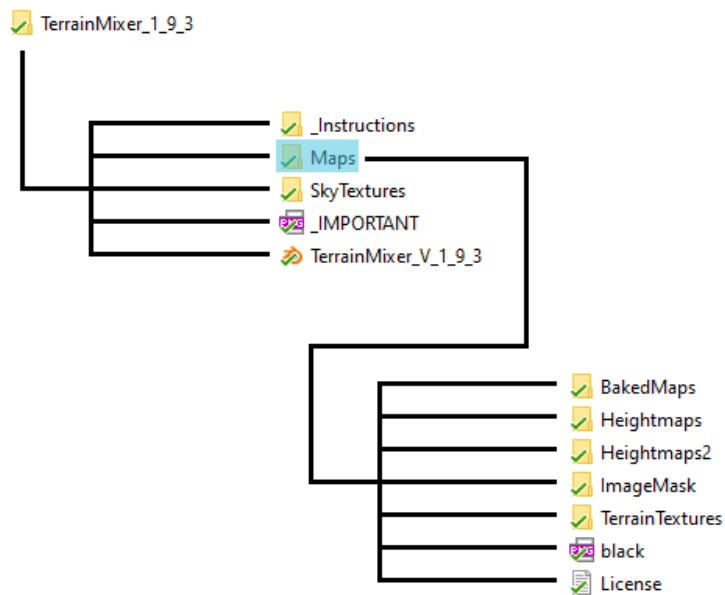 TerrainMixer_1_9_3
_Instructions
Maps
SkyTextures
_IMPORTANT
TerrainMixer_V_1_9_3
BakedMaps
Heightmaps
Heightmaps2
ImageMask
TerrainTextures
black
License